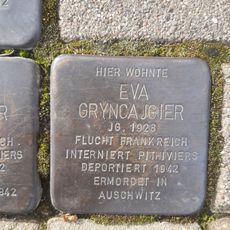 HIER WOHNTE
EVA
GRYNCAJGIER
JG. 1928
FLUCHT FRANKREICH
INTERNIERT PITHIVIERS
DEPORTIERT 1942
ERMORDET IN
AUSCHWITZ